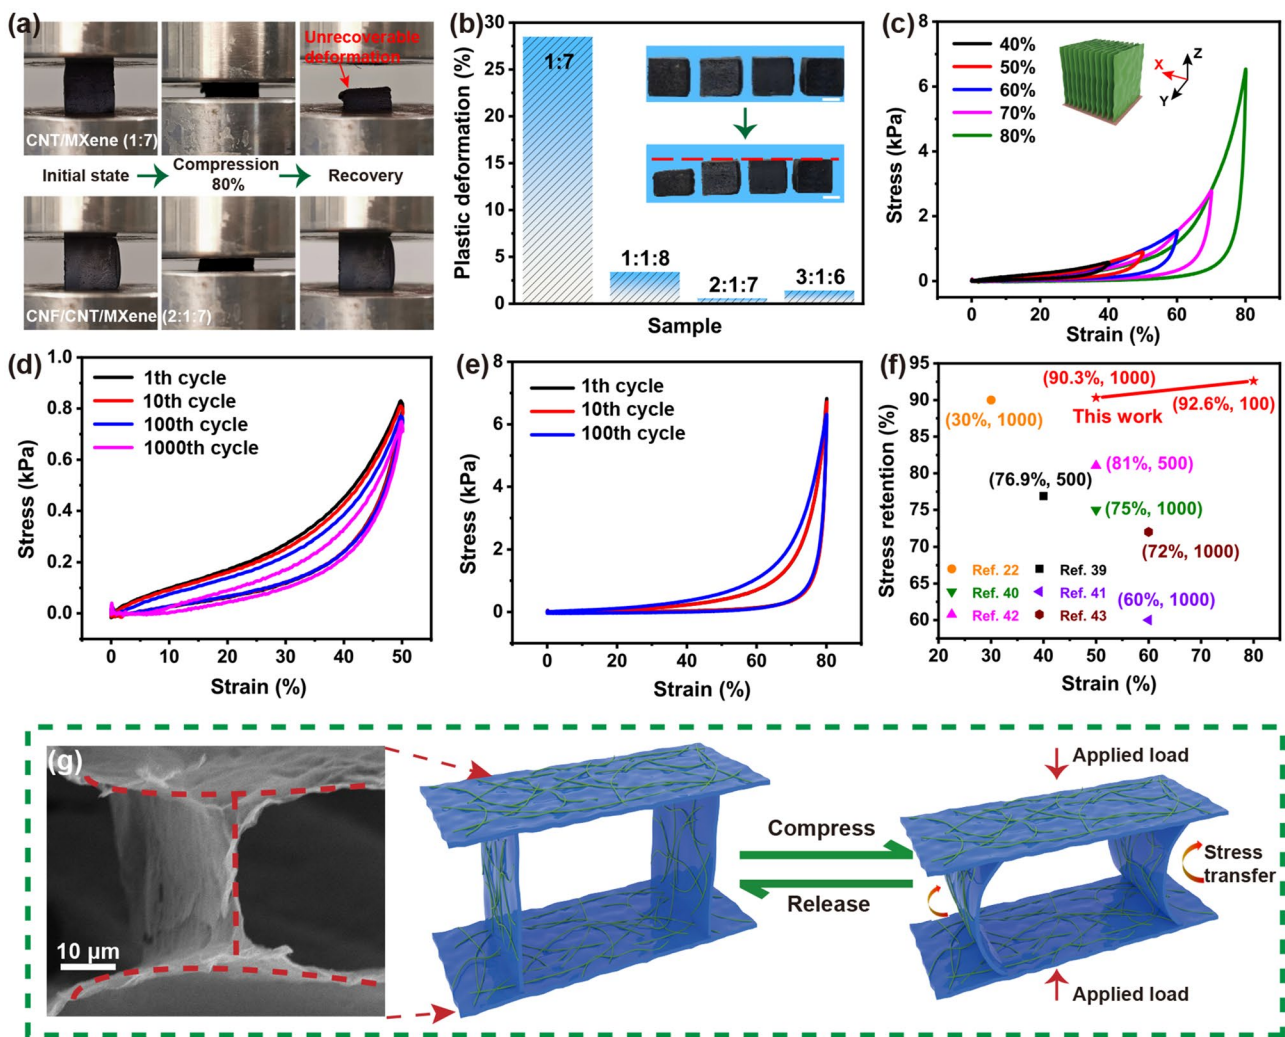 (a)
Unrecoverable
deformation
CNT/MXene (1:7)
Initial state
Compression
80%
Recovery
CNF/CNT/MXene (2:1:7)
(b)
Plastic deformation (%)
30
25
20
15
10
5
0
1:7
1:1:8
2:1:7
3:1:6
Sample
(c)
Stress (kPa)
8
6
4
2
0
40%
50%
60%
70%
80%
X
Y
Z
0 20 40 60 80
Strain (%)
(d)
Stress (kPa)
1.0
0.8
0.6
0.4
0.2
0.0
1th cycle
10th cycle
100th cycle
1000th cycle
0 10 20 30 40 50
Strain (%)
(e)
Stress (kPa)
8
6
4
2
0
1th cycle
10th cycle
100th cycle
0 20 40 60 80
Strain (%)
(f)
Stress retention (%)
95
90
85
80
75
70
65
60
(90.3%, 1000)
This work
(92.6%, 100)
(30%, 1000)
(81%, 500)
(76.9%, 500)
(75%, 1000)
(72%, 1000)
(60%, 1000)
Ref. 22 Ref. 39
Ref. 40 Ref. 41
Ref. 42 Ref. 43
20 30 40 50 60 70 80
Strain (%)
(g)
10 μm
Compress
Release
Applied load
Stress
transfer
Applied load